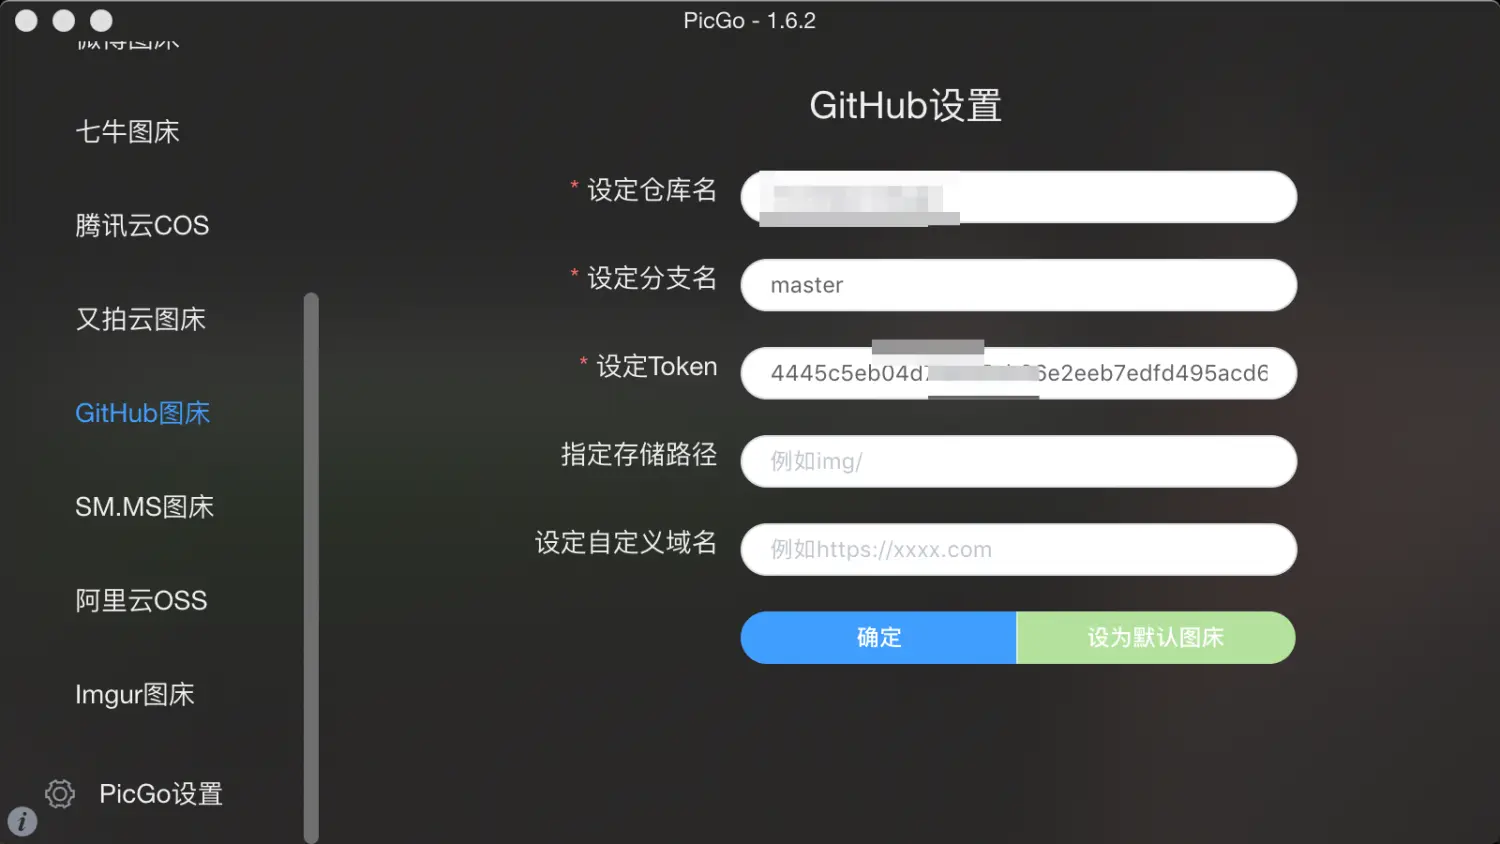 PicGo - 1.6.2
微博图床
七牛图床
腾讯云COS
又拍云图床
GitHub图床
SM.MS图床
阿里云OSS
Imgur图床
PicGo设置
GitHub设置
* 设定仓库名
* 设定分支名
master
* 设定Token
指定存储路径
例如img/
设定自定义域名
例如https://xxxx.com
确定
设为默认图床